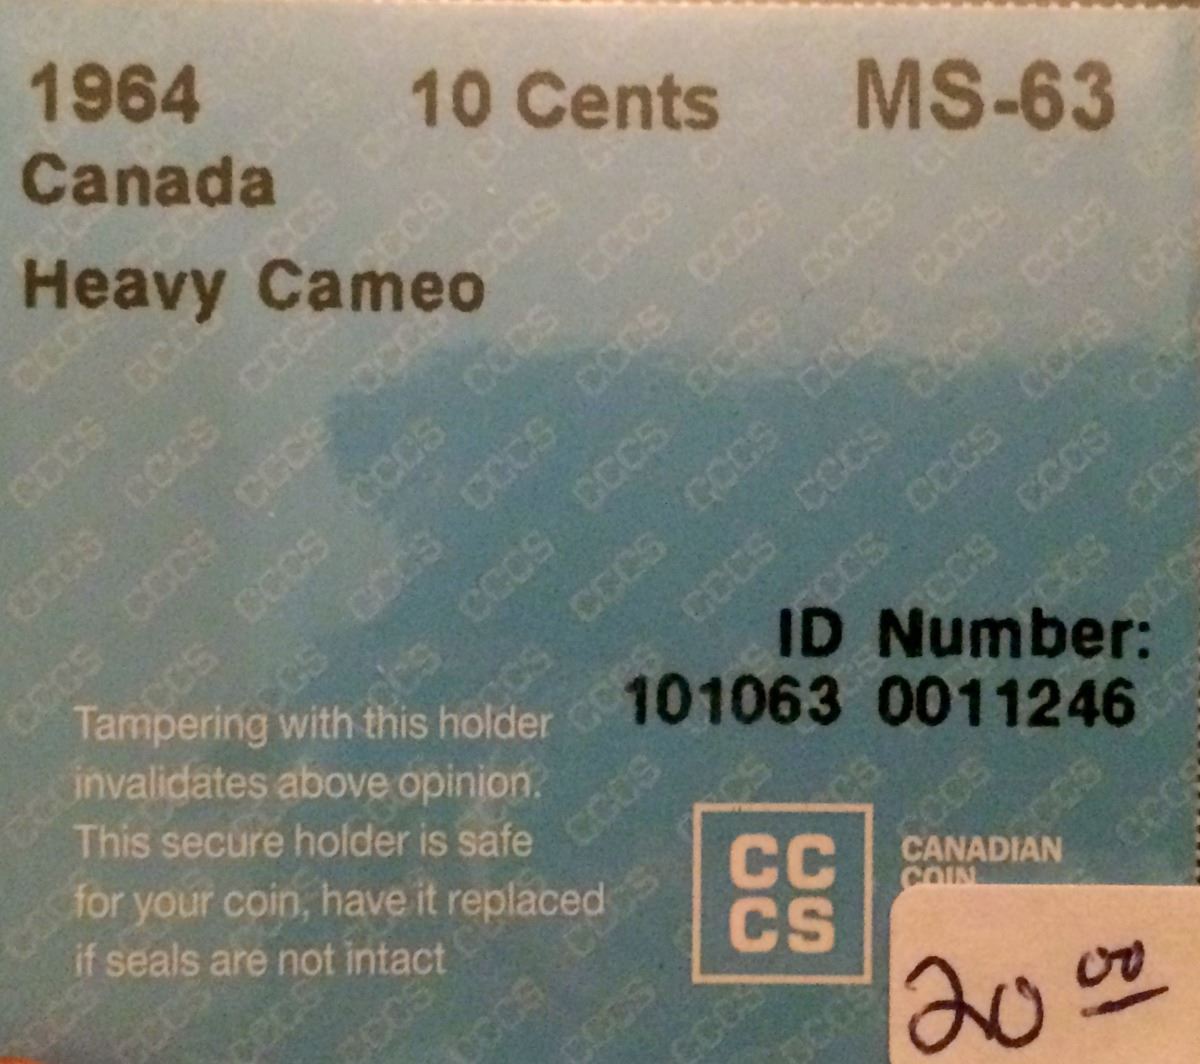 1964 10 Cents MS-63
Canada
Heavy Cameo
ID Number:
101063 0011246
Tampering with this holder
invalidates above opinion.
This secure holder is safe
for your coin, have it replaced
if seals are not intact
CC
CS
CANADIAN
COIN
20 00